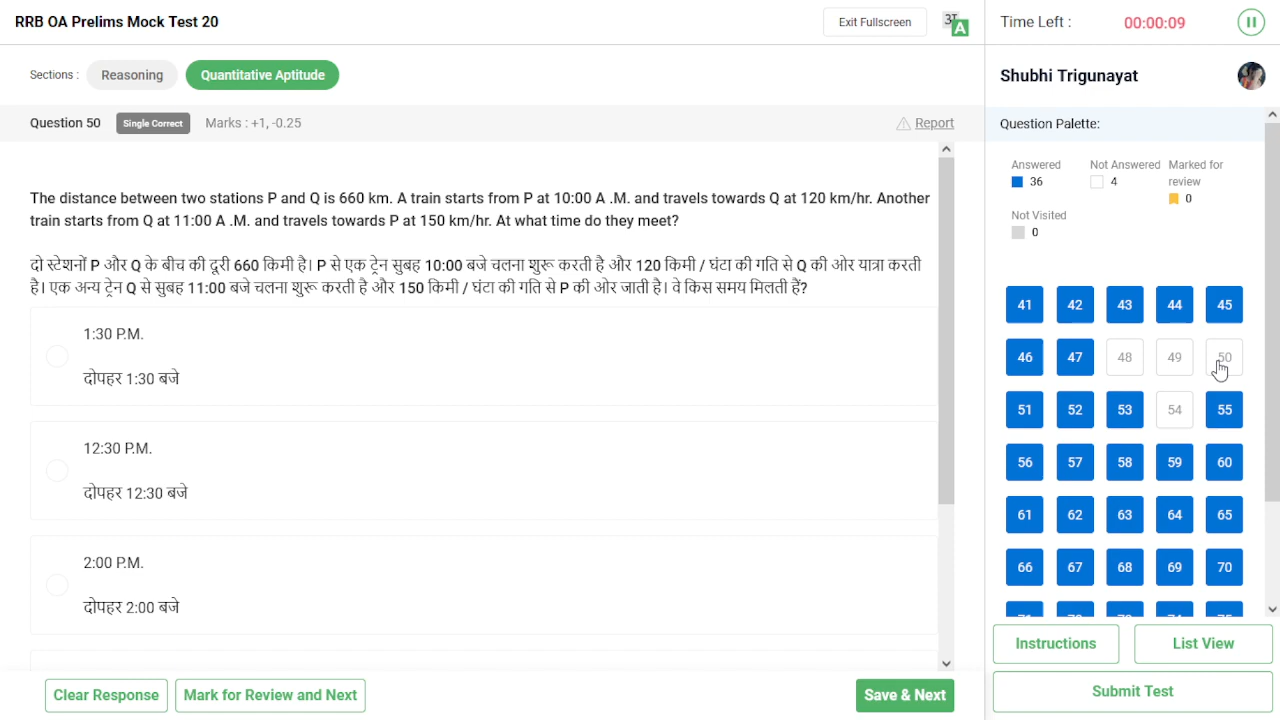 RRB OA Prelims Mock Test 20
Exit Fullscreen
अ A
Time Left :
00:00:09
Sections :
Reasoning
Quantitative Aptitude
Shubhi Trigunayat
Question 50
Single Correct
Marks : +1, -0.25
Report
Question Palette:
Answered
36
Not Answered
4
Marked for
review
0
Not Visited
0
The distance between two stations P and Q is 660 km. A train starts from P at 10:00 A .M. and travels towards Q at 120 km/hr. Another
train starts from Q at 11:00 A .M. and travels towards P at 150 km/hr. At what time do they meet?
दो स्टेशनों P और Q के बीच की दूरी 660 किमी है। P से एक ट्रेन सुबह 10:00 बजे चलना शुरू करती है और 120 किमी / घंटा की गति से Q की ओर यात्रा करती
है। एक अन्य ट्रेन Q से सुबह 11:00 बजे चलना शुरू करती है और 150 किमी / घंटा की गति से P की ओर जाती है। वे किस समय मिलती हैं?
1:30 P.M.
दोपहर 1:30 बजे
12:30 P.M.
दोपहर 12:30 बजे
2:00 P.M.
दोपहर 2:00 बजे
41 42 43 44 45
46 47 48 49 50
51 52 53 54 55
56 57 58 59 60
61 62 63 64 65
66 67 68 69 70
Instructions
List View
Clear Response
Mark for Review and Next
Save & Next
Submit Test